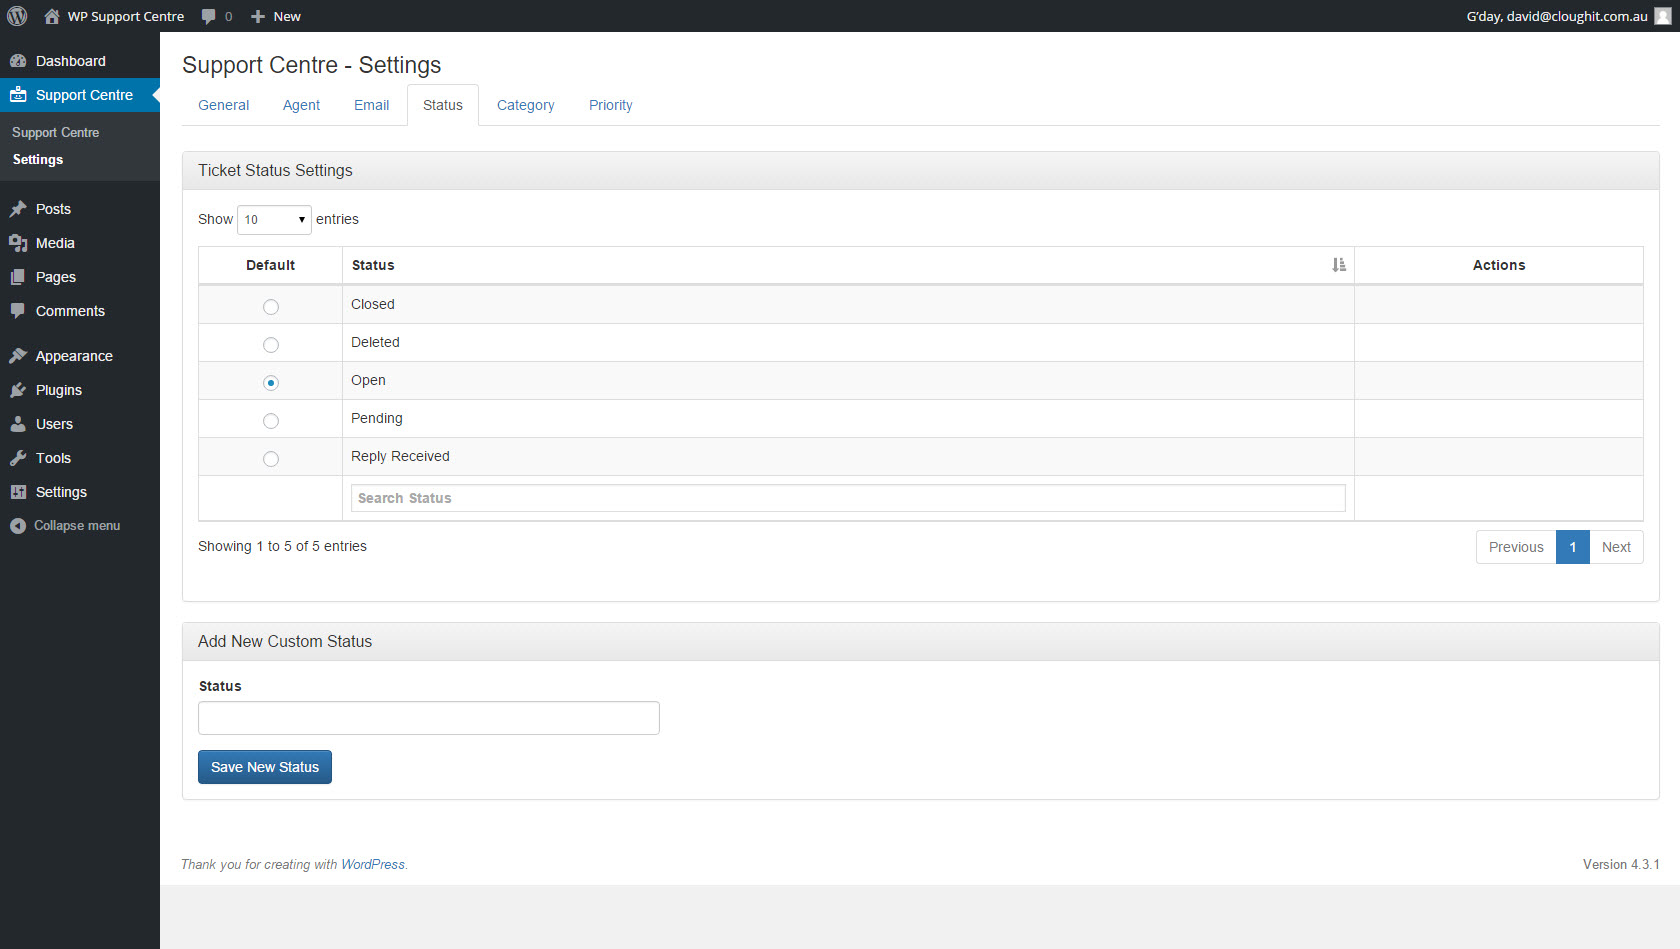 WP Support Centre 0 New G'day, david@cloughit.com.au
Dashboard
Support Centre
Support Centre
Settings
Posts
Media
Pages
Comments
Appearance
Plugins
Users
Tools
Settings
Collapse menu
Support Centre - Settings
General Agent Email Status Category Priority
Ticket Status Settings
Show 10 entries
Default Status Actions
Closed
Deleted
Open
Pending
Reply Received
Search Status
Showing 1 to 5 of 5 entries Previous 1 Next
Add New Custom Status
Status
Save New Status
Thank you for creating with WordPress. Version 4.3.1